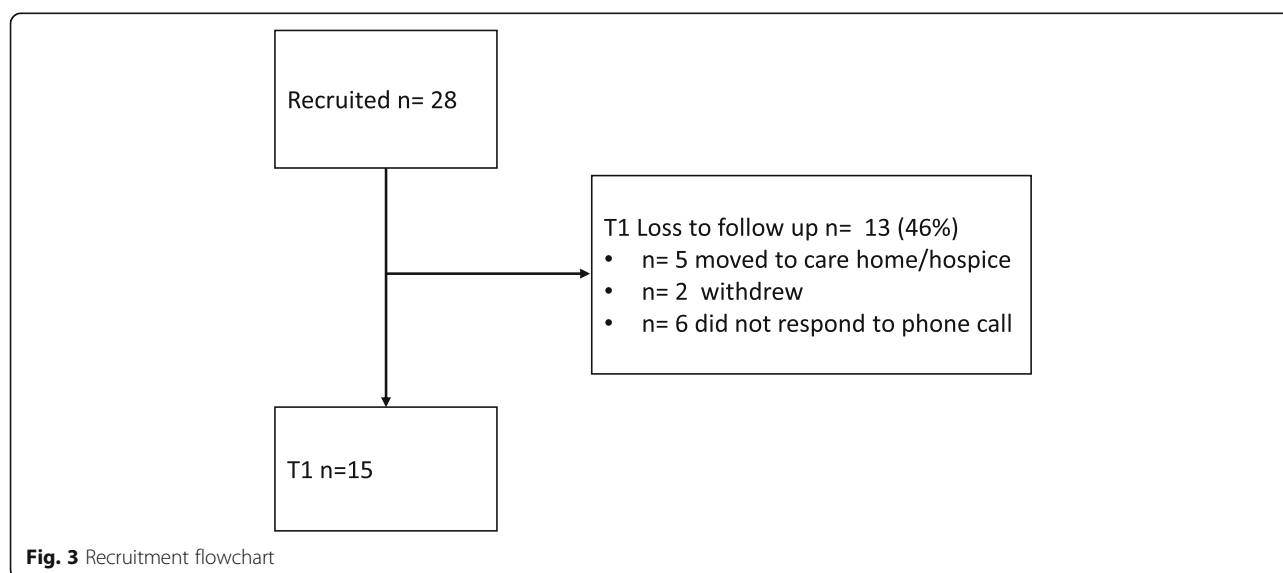 Recruited n= 28
T1 Loss to follow up n=  13 (46%)
• n= 5 moved to care home/hospice
• n= 2  withdrew
• n= 6 did not respond to phone call
T1 n=15
Fig. 3 Recruitment flowchart